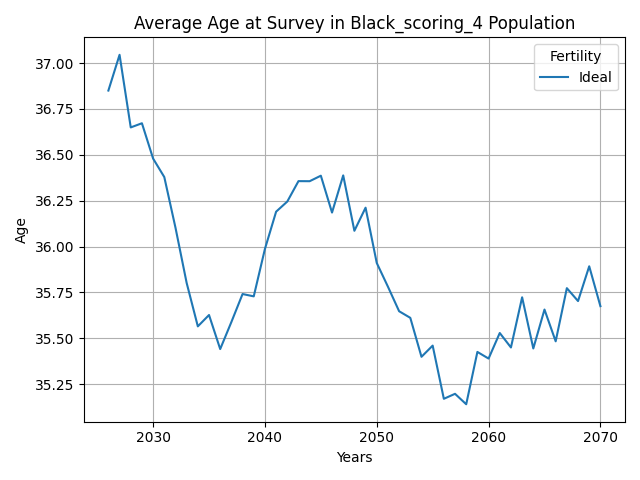 Average Age at Survey in Black_scoring_4 Population
Fertility
Ideal
37.00
36.75
36.50
36.25
36.00
35.75
35.50
35.25
Age
2030 2040 2050 2060 2070
Years